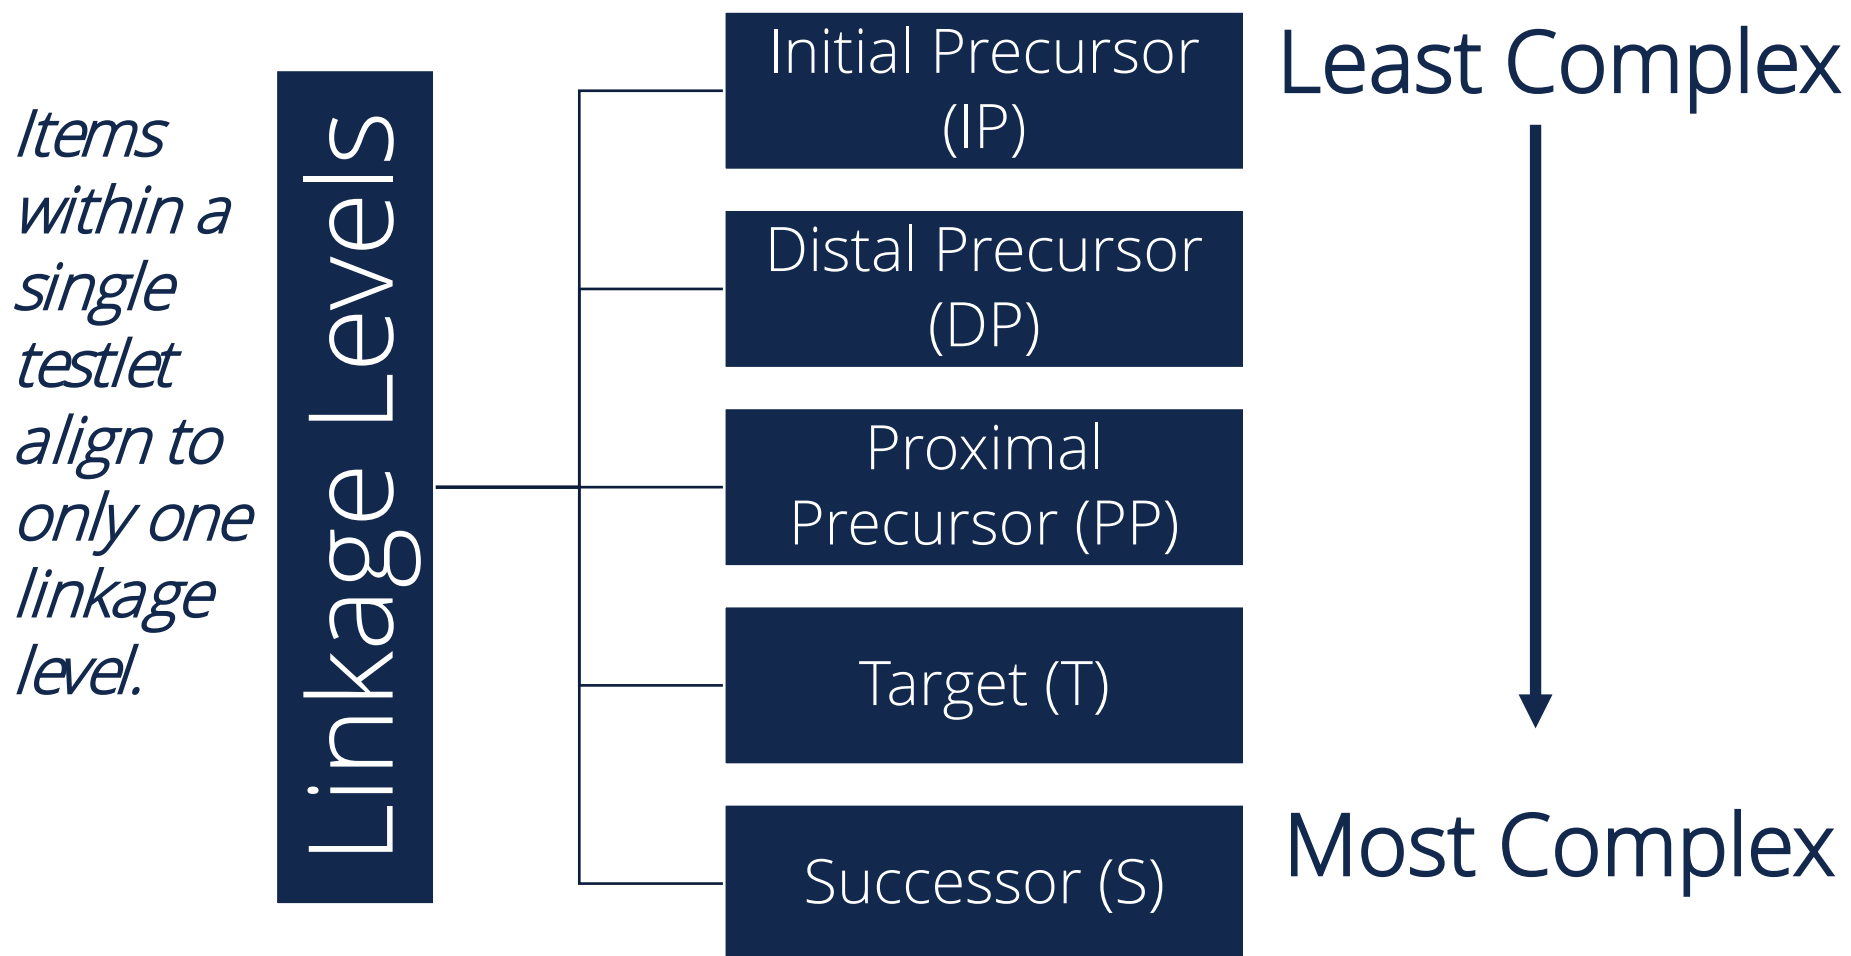 Items
within a
single
testlet
align to
only one
linkage
level.
Linkage Levels
Initial Precursor
(IP)
Distal Precursor
(DP)
Proximal
Precursor (PP)
Target (T)
Successor (S)
Least Complex
Most Complex